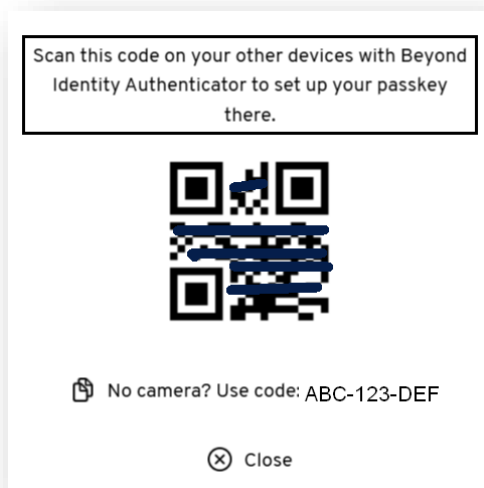 Scan this code on your other devices with Beyond
Identity Authenticator to set up your passkey
there.
No camera? Use code: ABC-123-DEF
Close